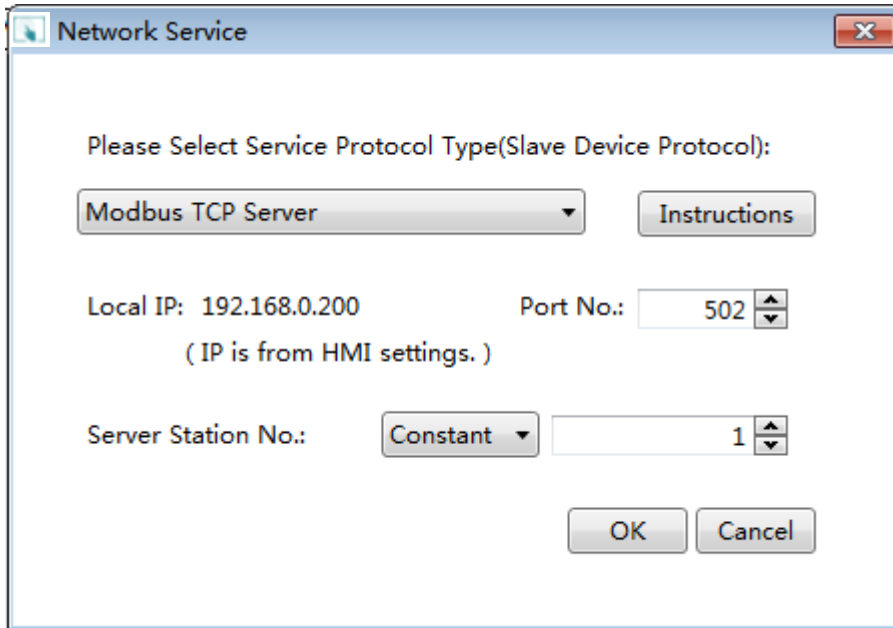 Network Service
Please Select Service Protocol Type(Slave Device Protocol):
Modbus TCP Server Instructions
Local IP: 192.168.0.200 Port No.: 502
( IP is from HMI settings. )
Server Station No.: Constant 1
OK Cancel